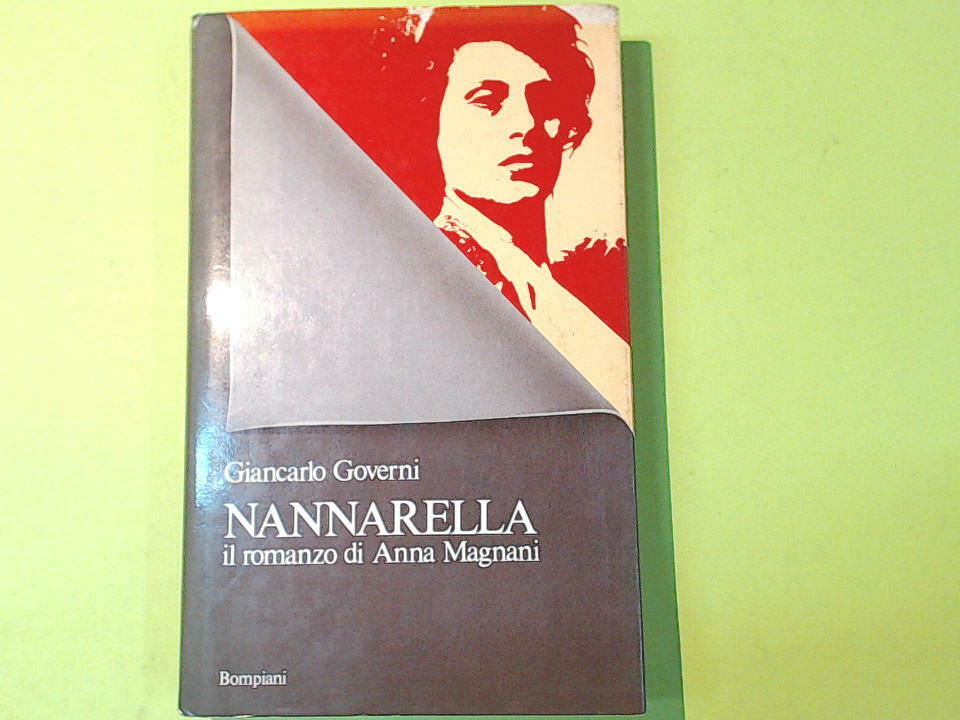 Giancarlo Governi
NANNARELLA
il romanzo di Anna Magnani
Bompiani